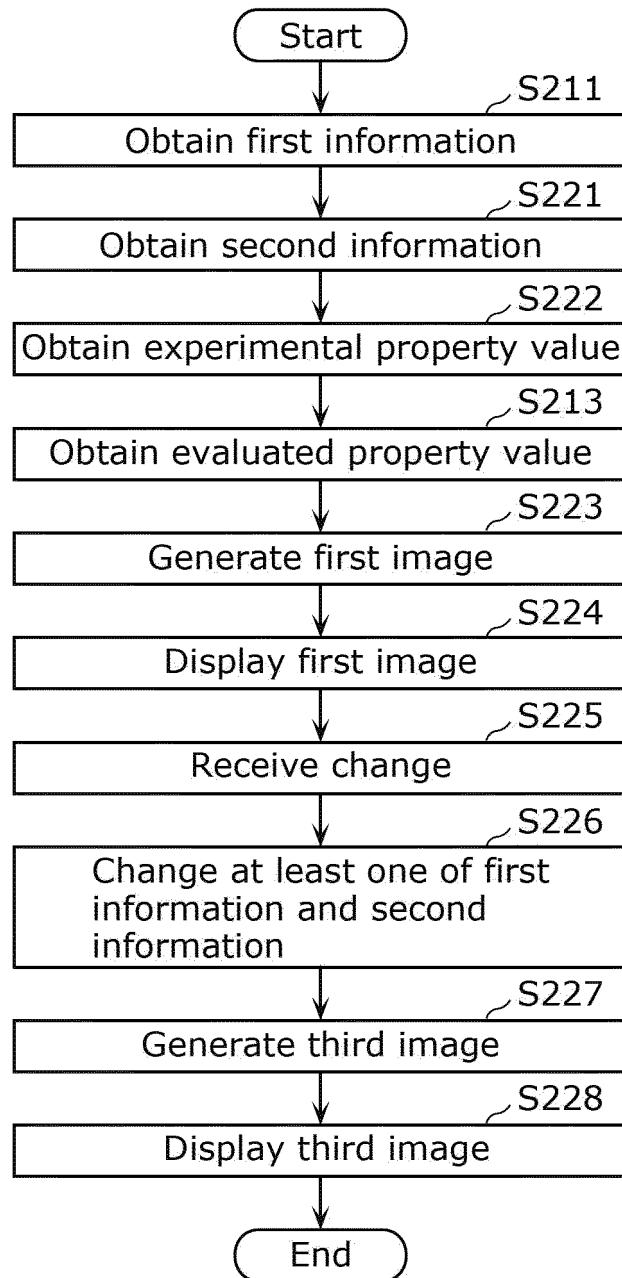 Start
S211
Obtain first information
S221
Obtain second information
S222
Obtain experimental property value
S213
Obtain evaluated property value
S223
Generate first image
S224
Display first image
S225
Receive change
S226
Change at least one of first
information and second
information
S227
Generate third image
S228
Display third image
End